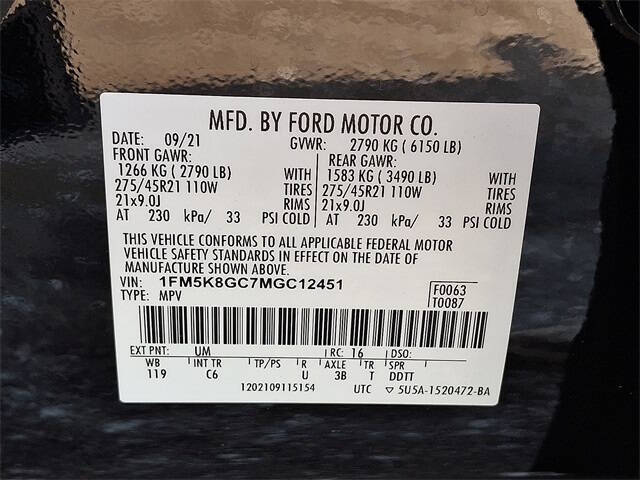 MFD. BY FORD MOTOR CO.
DATE: 09/21 GVWR: 2790 KG ( 6150 LB)
FRONT GAWR: REAR GAWR:
1266 KG ( 2790 LB) 1583 KG ( 3490 LB)
275/45R21 110W TIRES 275/45R21 110W TIRES
21x9.0J RIMS 21x9.0J RIMS
AT 230 kPa/ 33 PSI COLD AT 230 kPa/ 33 PSI COLD
THIS VEHICLE CONFORMS TO ALL APPLICABLE FEDERAL MOTOR
VEHICLE SAFETY STANDARDS IN EFFECT ON THE DATE OF
MANUFACTURE SHOWN ABOVE.
VIN: 1FM5K8GC7MGC12451 F0063
TYPE: MPV T0087
EXT PNT: UM RC: 16 DSO:
WB INT TR TP/PS R AXLE TR SPR
119 C6 U 3B T DDTT
1202109115154 UTC ▽ 5U5A-1520472-BA